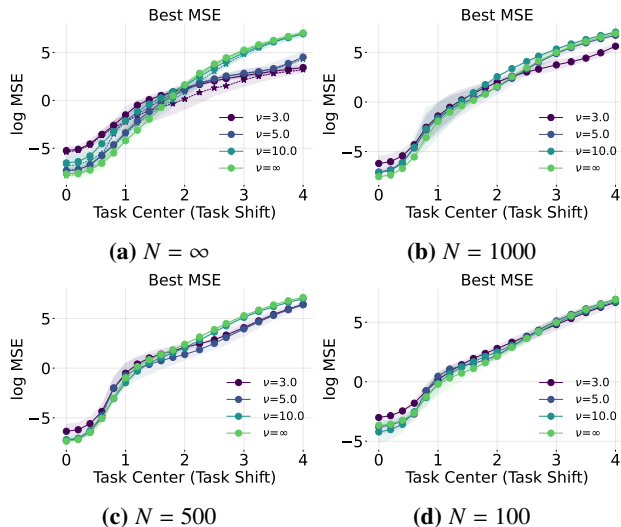 Best MSE
log MSE
5
0
−5
ν=3.0
ν=5.0
ν=10.0
ν=∞
0 1 2 3 4
Task Center (Task Shift)
(a) N = ∞
Best MSE
log MSE
5
0
−5
ν=3.0
ν=5.0
ν=10.0
ν=∞
0 1 2 3 4
Task Center (Task Shift)
(b) N = 1000
Best MSE
log MSE
5
0
−5
ν=3.0
ν=5.0
ν=10.0
ν=∞
0 1 2 3 4
Task Center (Task Shift)
(c) N = 500
Best MSE
log MSE
5
0
−5
ν=3.0
ν=5.0
ν=10.0
ν=∞
0 1 2 3 4
Task Center (Task Shift)
(d) N = 100